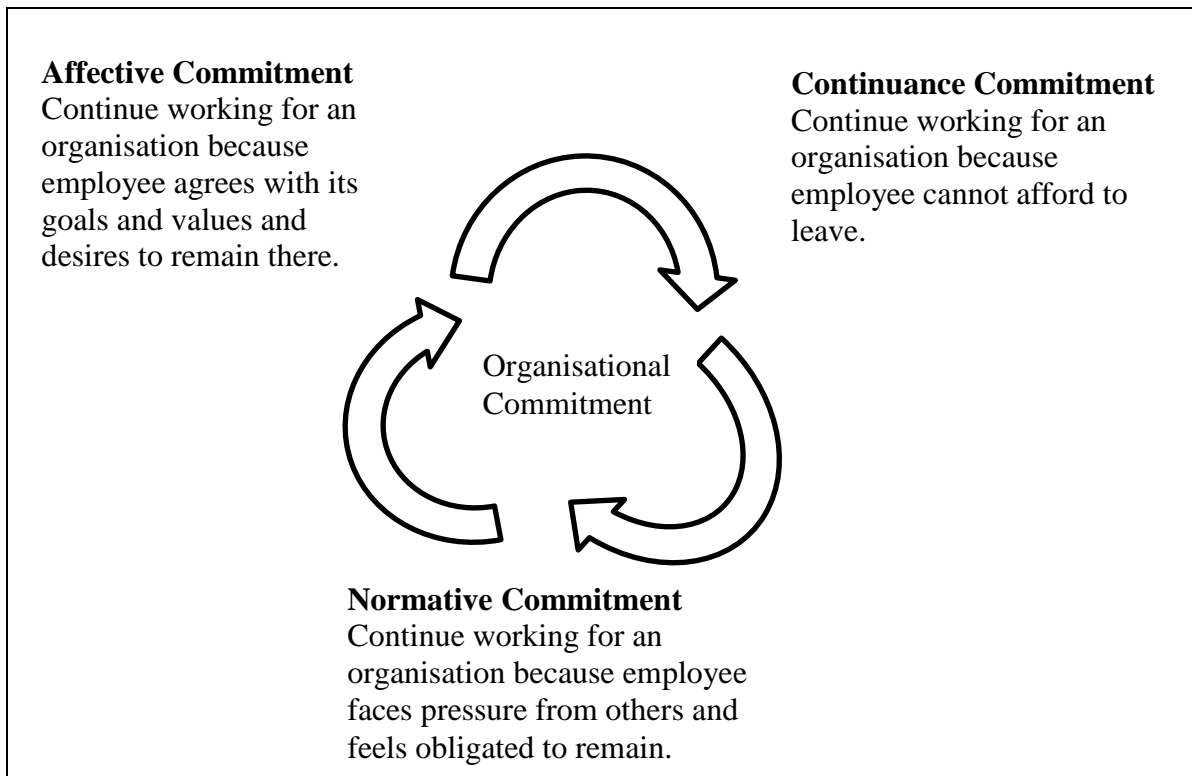 Affective Commitment
Continue working for an
organisation because
employee agrees with its
goals and values and
desires to remain there.
Continuance Commitment
Continue working for an
organisation because
employee cannot afford to
leave.
Organisational
Commitment
Normative Commitment
Continue working for an
organisation because employee
faces pressure from others and
feels obligated to remain.